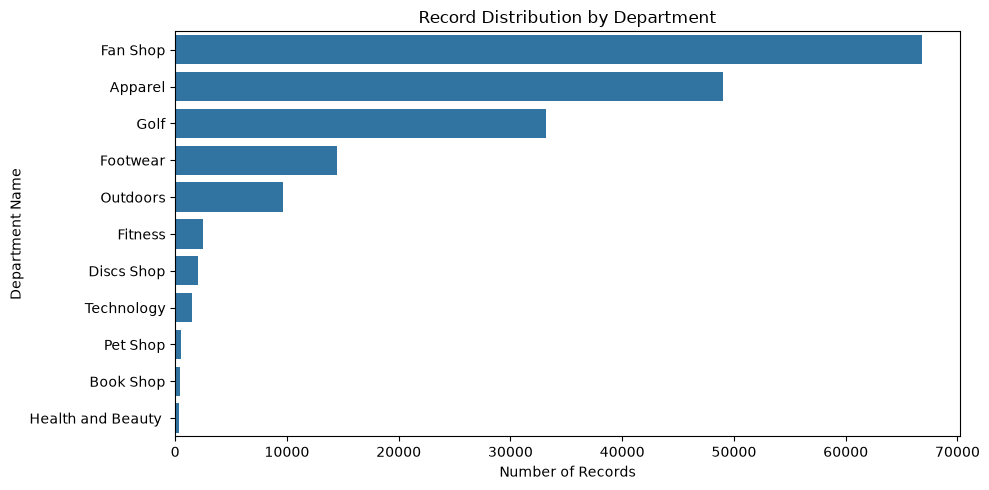 Record Distribution by Department
Department Name
Fan Shop
Apparel
Golf
Footwear
Outdoors
Fitness
Discs Shop
Technology
Pet Shop
Book Shop
Health and Beauty
0 10000 20000 30000 40000 50000 60000 70000
Number of Records